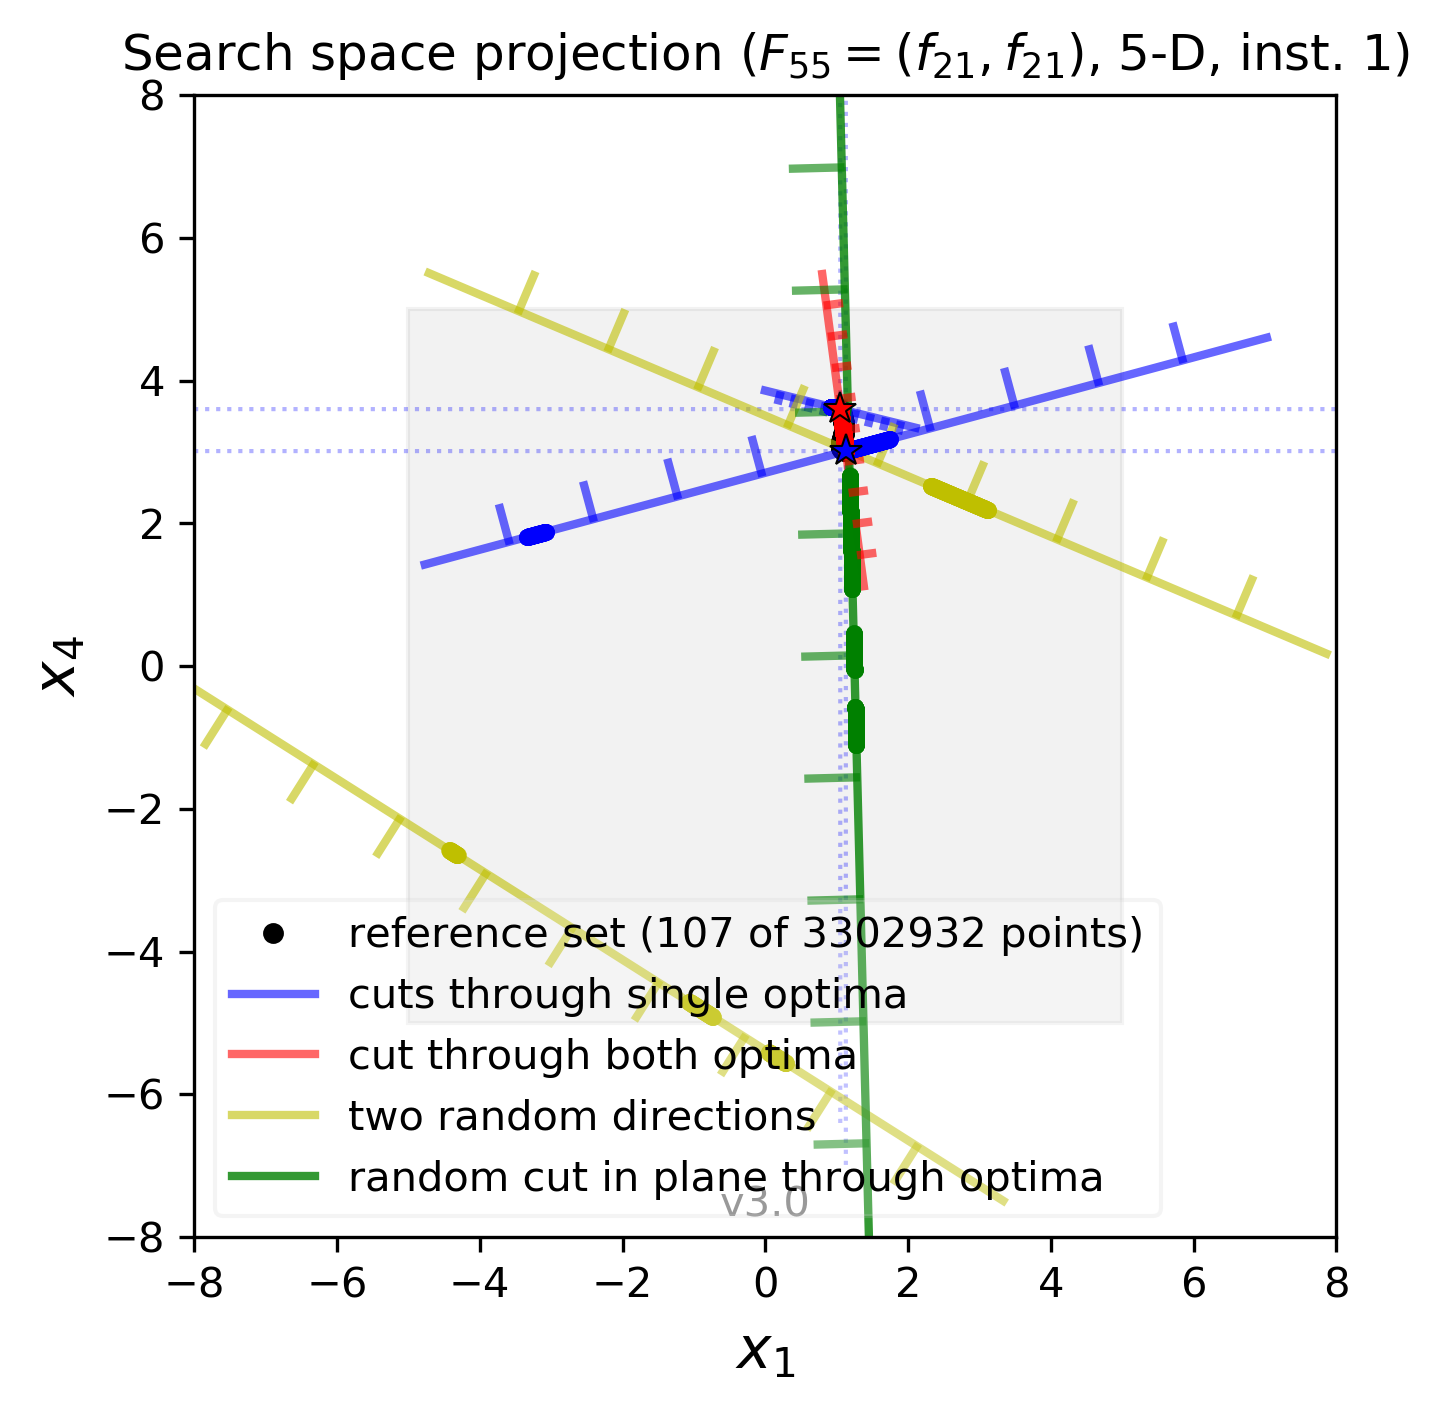 Search space projection (F₅₅ = (f₂₁, f₂₁), 5-D, inst. 1)
8
6
4
2
0
−2
−4
−6
−8
x₄
reference set (107 of 3302932 points)
cuts through single optima
cut through both optima
two random directions
random cut in plane through optima
v3.0
−8 −6 −4 −2 0 2 4 6 8
x₁